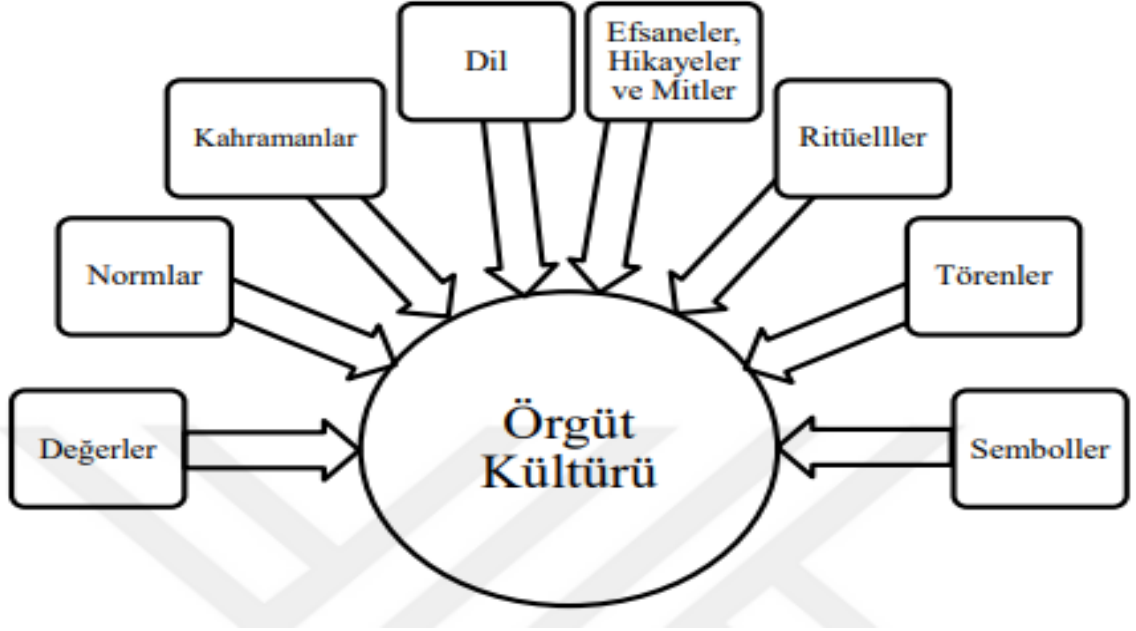 Dil
Efsaneler,
Hikayeler
ve Mitler
Kahramanlar
Ritüelller
Normlar
Törenler
Değerler
Örgüt
Kültürü
Semboller